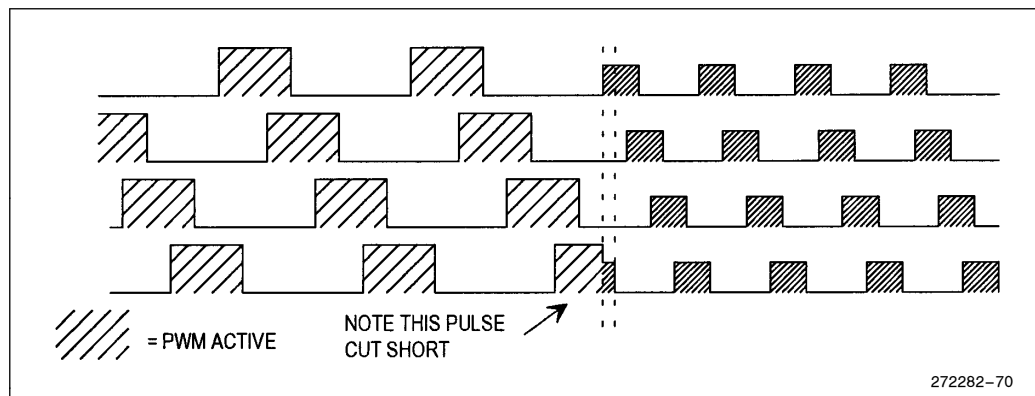 = PWM ACTIVE
NOTE THIS PULSE
CUT SHORT
272282–70